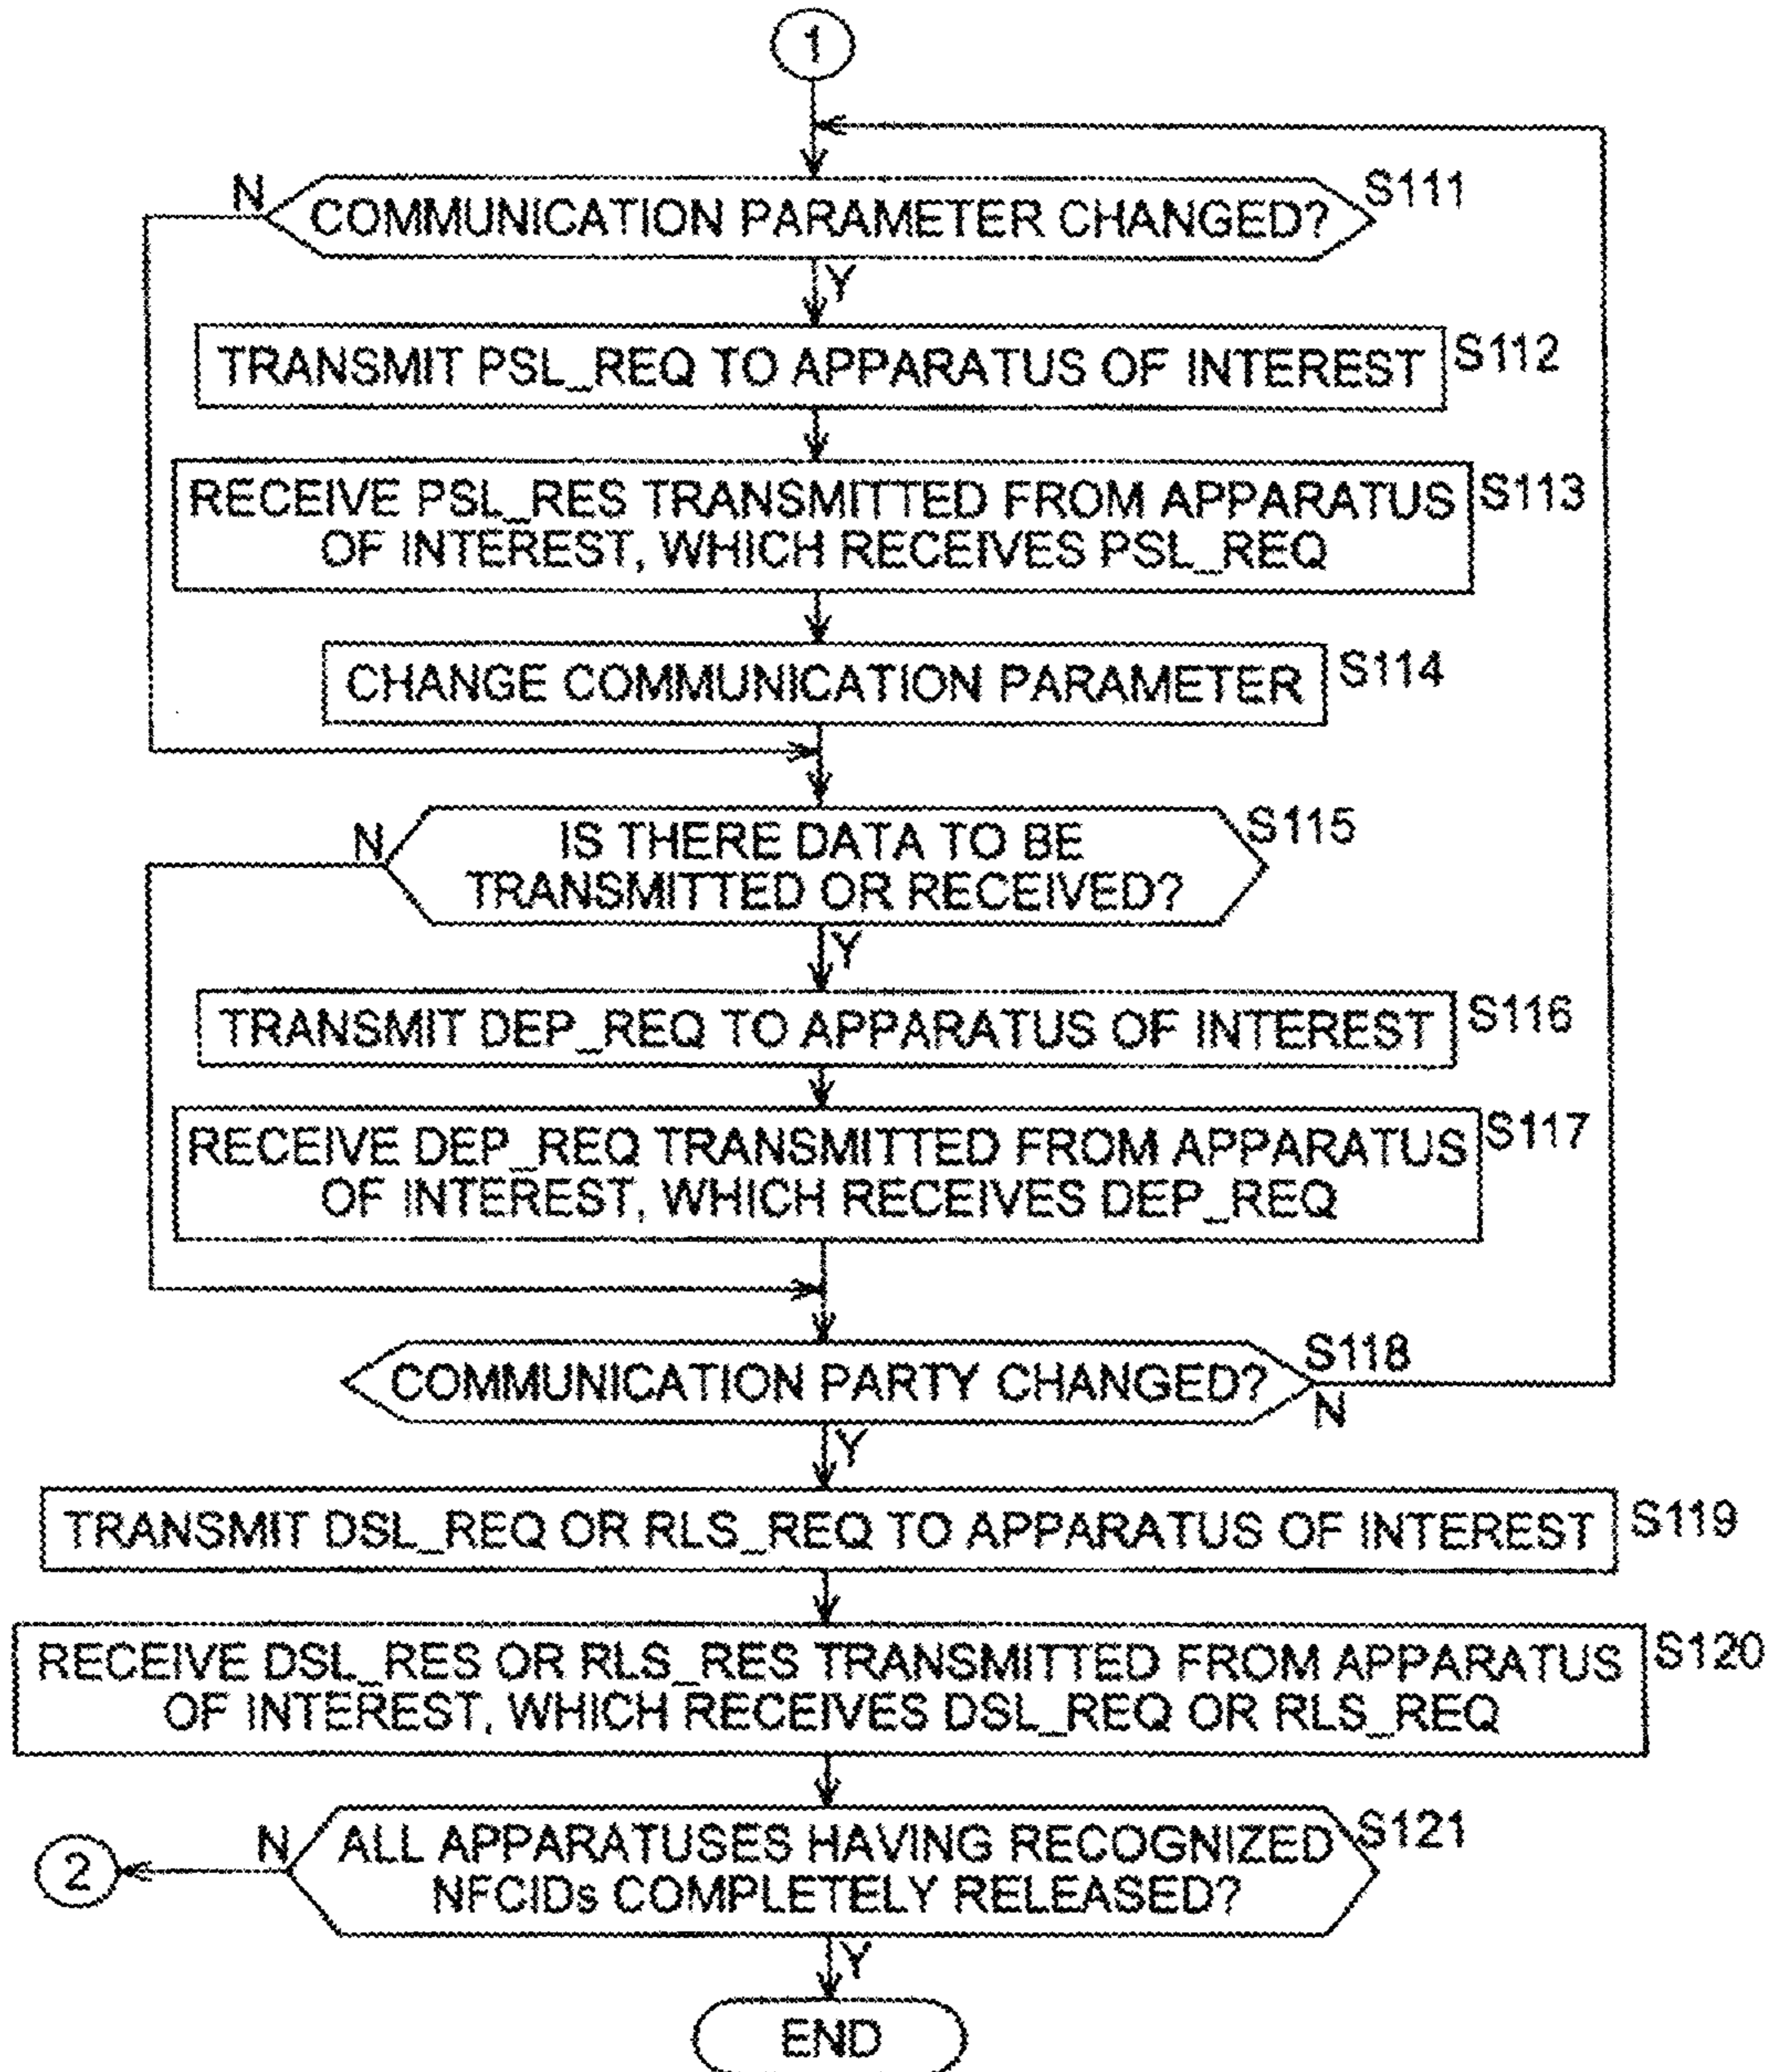 1
N
COMMUNICATION PARAMETER CHANGED?
S111
Y
TRANSMIT PSL_REQ TO APPARATUS OF INTEREST
S112
RECEIVE PSL_RES TRANSMITTED FROM APPARATUS
OF INTEREST, WHICH RECEIVES PSL_REQ
S113
CHANGE COMMUNICATION PARAMETER
S114
N
IS THERE DATA TO BE
TRANSMITTED OR RECEIVED?
S115
Y
TRANSMIT DEP_REQ TO APPARATUS OF INTEREST
S116
RECEIVE DEP_REQ TRANSMITTED FROM APPARATUS
OF INTEREST, WHICH RECEIVES DEP_REQ
S117
COMMUNICATION PARTY CHANGED?
S118
N
Y
TRANSMIT DSL_REQ OR RLS_REQ TO APPARATUS OF INTEREST
S119
RECEIVE DSL_RES OR RLS_RES TRANSMITTED FROM APPARATUS
OF INTEREST, WHICH RECEIVES DSL_REQ OR RLS_REQ
S120
2
N
ALL APPARATUSES HAVING RECOGNIZED
NFCIDs COMPLETELY RELEASED?
S121
Y
END